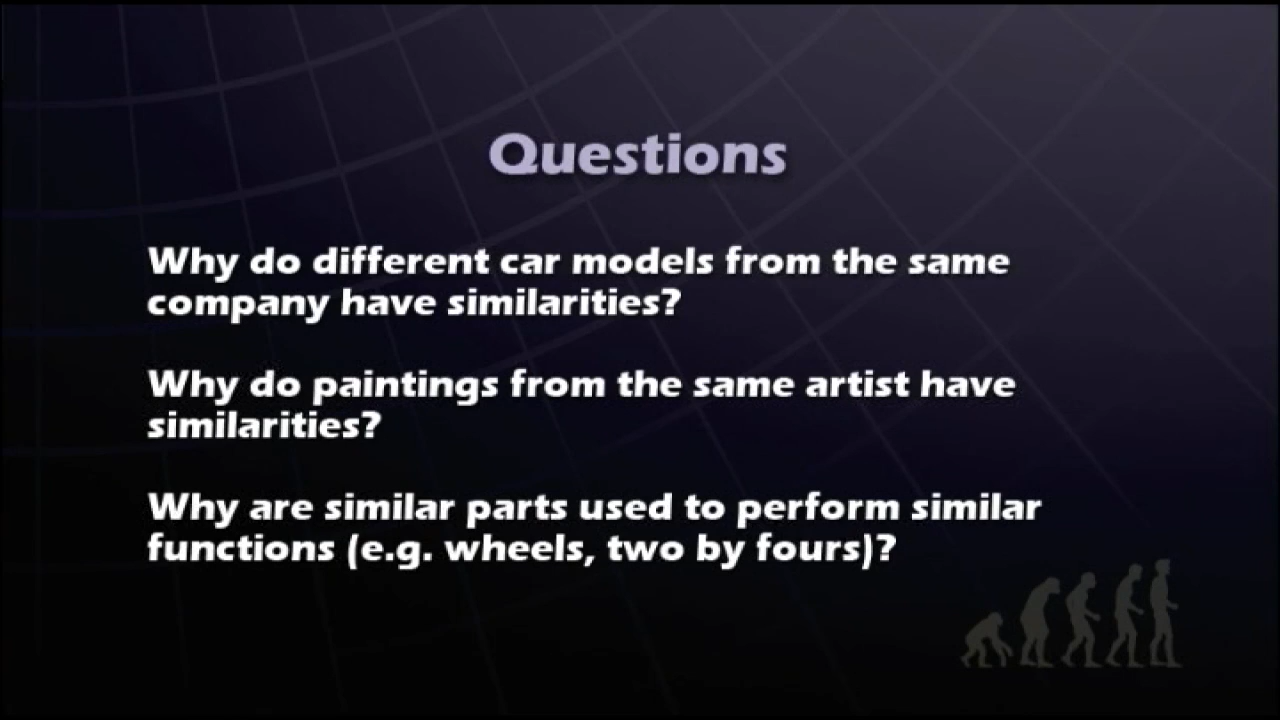 Questions
Why do different car models from the same
company have similarities?
Why do paintings from the same artist have
similarities?
Why are similar parts used to perform similar
functions (e.g. wheels, two by fours)?